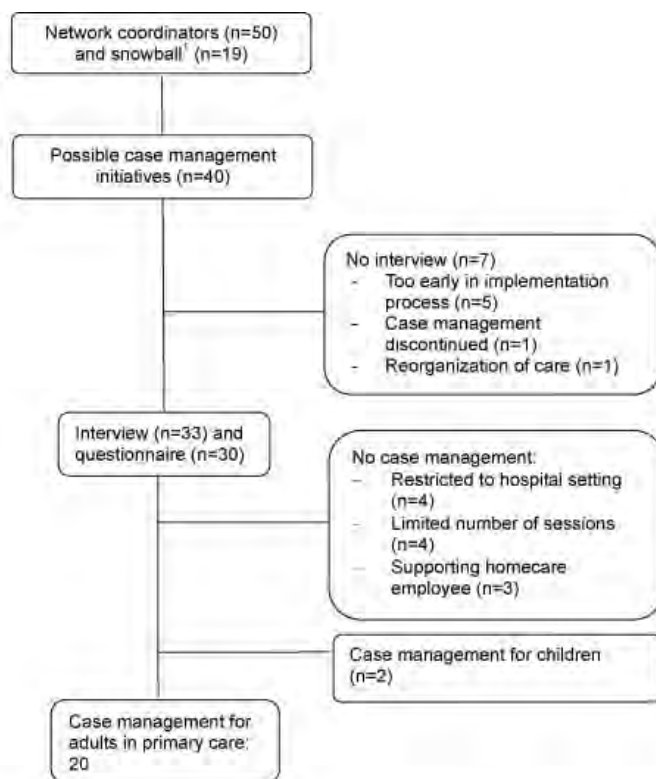 Network coordinators (n=50)
and snowball¹ (n=19)
Possible case management
initiatives (n=40)
No interview (n=7)
- Too early in implementation
process (n=5)
- Case management
discontinued (n=1)
- Reorganization of care (n=1)
Interview (n=33) and
questionnaire (n=30)
No case management:
- Restricted to hospital setting
(n=4)
- Limited number of sessions
(n=4)
- Supporting homecare
employee (n=3)
Case management for children
(n=2)
Case management for
adults in primary care:
20